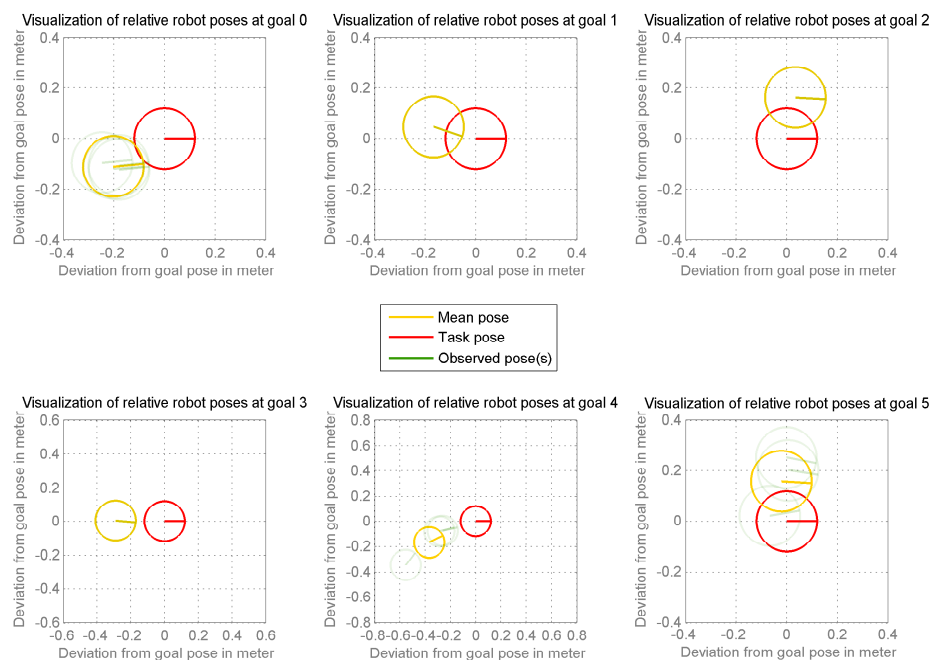 Visualization of relative robot poses at goal 0
Visualization of relative robot poses at goal 1
Visualization of relative robot poses at goal 2
Deviation from goal pose in meter
0.4
0.2
0
-0.2
-0.4
-0.4 -0.2 0 0.2 0.4
Deviation from goal pose in meter
Deviation from goal pose in meter
0.4
0.2
0
-0.2
-0.4
-0.4 -0.2 0 0.2 0.4
Deviation from goal pose in meter
Deviation from goal pose in meter
0.4
0.2
0
-0.2
-0.4
-0.4 -0.2 0 0.2 0.4
Deviation from goal pose in meter
Mean pose
Task pose
Observed pose(s)
Visualization of relative robot poses at goal 3
Visualization of relative robot poses at goal 4
Visualization of relative robot poses at goal 5
Deviation from goal pose in meter
0.6
0.4
0.2
0
-0.2
-0.4
-0.6
-0.6 -0.4 -0.2 0 0.2 0.4 0.6
Deviation from goal pose in meter
Deviation from goal pose in meter
0.8
0.6
0.4
0.2
0
-0.2
-0.4
-0.6
-0.8
-0.8 -0.6 -0.4 -0.2 0 0.2 0.4 0.6 0.8
Deviation from goal pose in meter
Deviation from goal pose in meter
0.4
0.2
0
-0.2
-0.4
-0.4 -0.2 0 0.2 0.4
Deviation from goal pose in meter